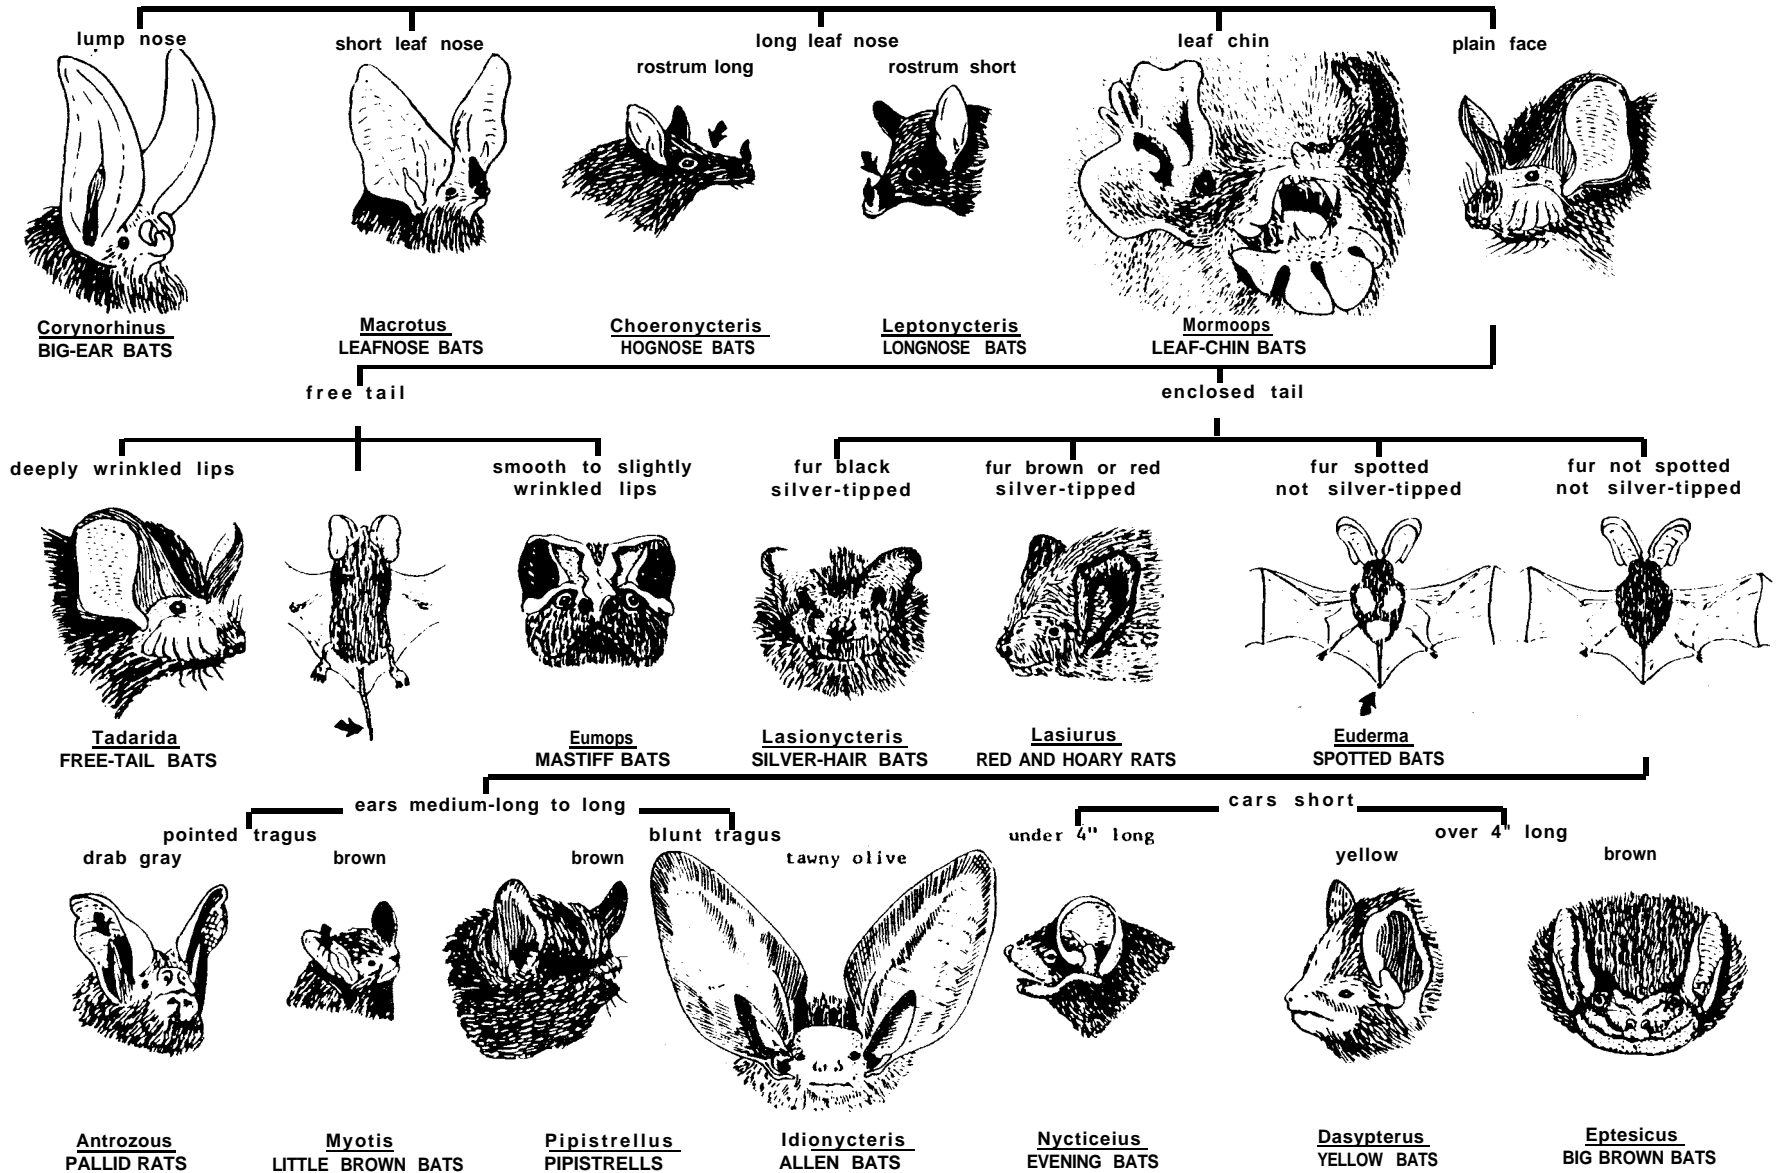 lump nose
short leaf nose
long leaf nose
leaf chin
plain face
rostrum long
rostrum short
Corynorhinus
BIG-EAR BATS
Macrotus
LEAFNOSE BATS
Choeronycteris
HOGNOSE BATS
Leptonycteris
LONGNOSE BATS
Mormoops
LEAF-CHIN BATS
free tail
enclosed tail
deeply wrinkled lips
smooth to slightly
wrinkled lips
fur black
silver-tipped
fur brown or red
silver-tipped
fur spotted
not silver-tipped
fur not spotted
not silver-tipped
Tadarida
FREE-TAIL BATS
Eumops
MASTIFF BATS
Lasionycteris
SILVER-HAIR BATS
Lasiurus
RED AND HOARY RATS
Euderma
SPOTTED BATS
ears medium-long to long
cars short
pointed tragus
blunt tragus
under 4" long
over 4" long
drab gray
brown
brown
tawny olive
yellow
brown
Antrozous
PALLID RATS
Myotis
LITTLE BROWN BATS
Pipistrellus
PIPISTRELLS
Idionycteris
ALLEN BATS
Nycticeius
EVENING BATS
Dasypterus
YELLOW BATS
Eptesicus
BIG BROWN BATS